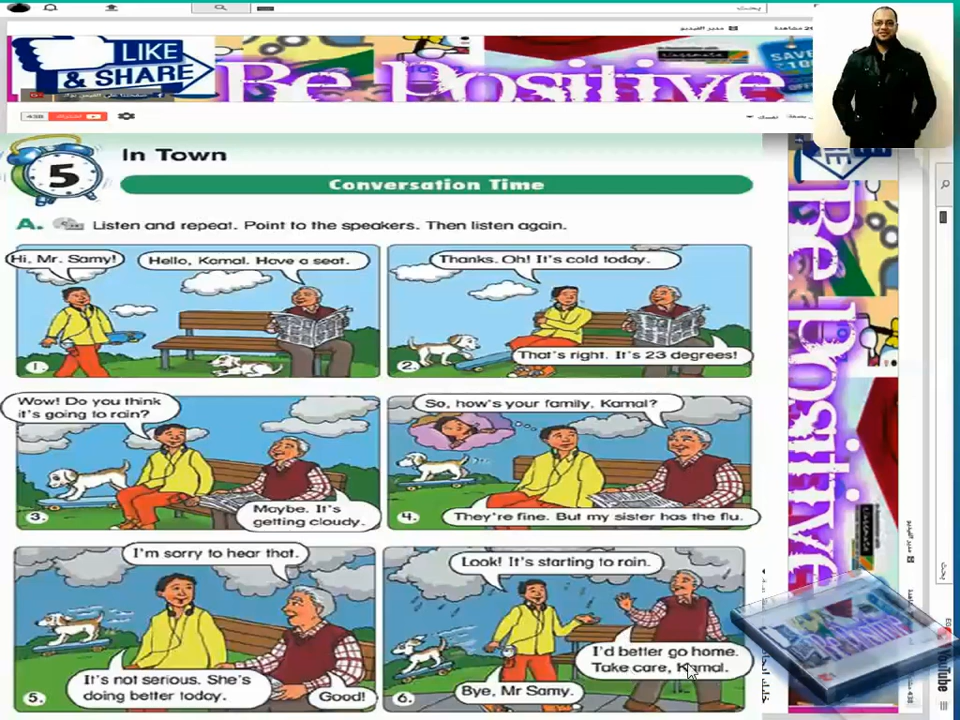 بحث
مدير الفيديو
LIKE
& SHARE
Be Positive
SAVE
438
5
In Town
Conversation Time
A. Listen and repeat. Point to the speakers. Then listen again.
Hi, Mr. Samy!
Hello, Kamal. Have a seat.
1.
Thanks. Oh! It's cold today.
That's right. It's 23 degrees!
2.
Wow! Do you think
it's going to rain?
Maybe. It's
getting cloudy.
3.
So, how's your family, Kamal?
They're fine. But my sister has the flu.
4.
I'm sorry to hear that.
It's not serious. She's
doing better today.
Good!
5.
Look! It's starting to rain.
I'd better go home.
Take care, Kamal.
Bye, Mr Samy.
6.
Be Positive
YouTube